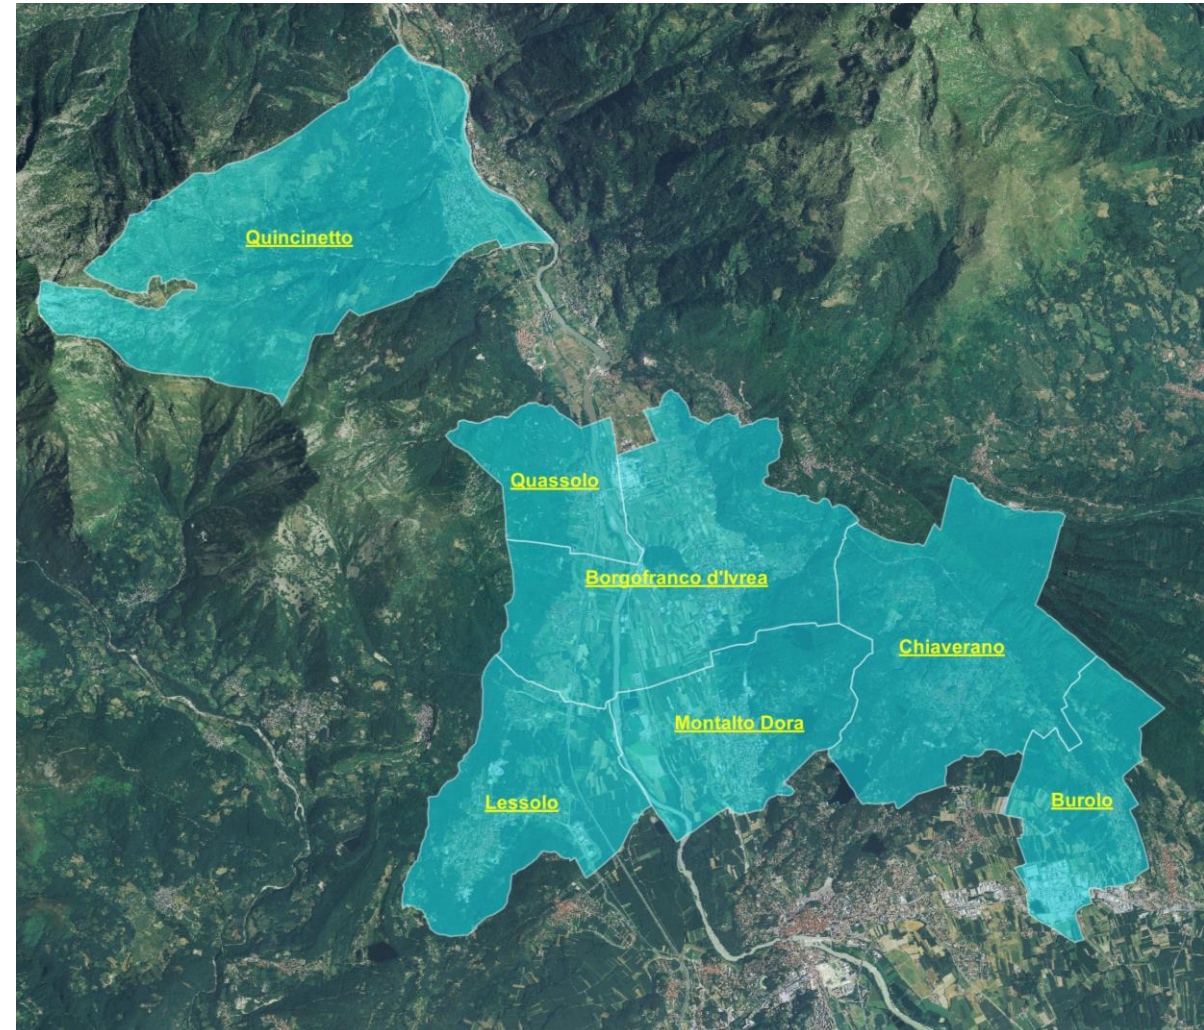 Quincinetto
Quassolo
Borgofranco d'Ivrea
Chiaverano
Montalto Dora
Lessolo
Burolo